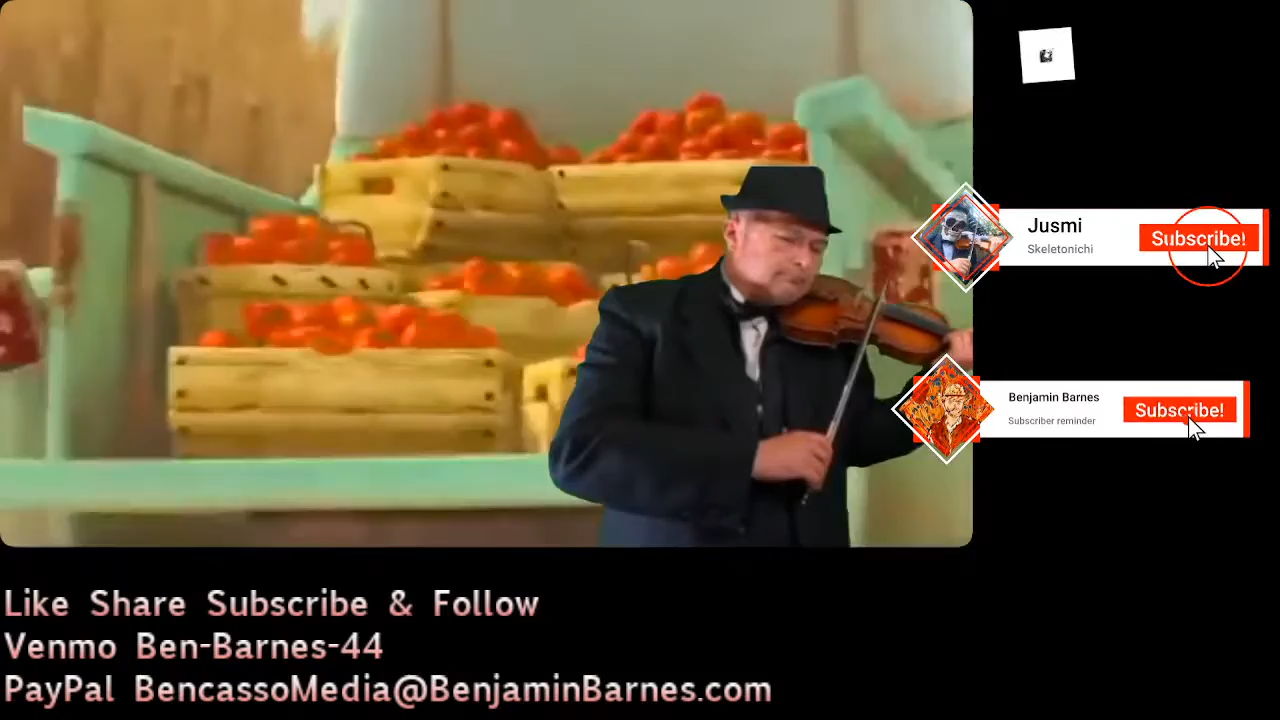 Jusmi
Skeletonichi
Subscribe!
Benjamin Barnes
Subscriber reminder
Subscribe!
Like Share Subscribe & Follow
Venmo Ben-Barnes-44
PayPal BencassoMedia@BenjaminBarnes.com